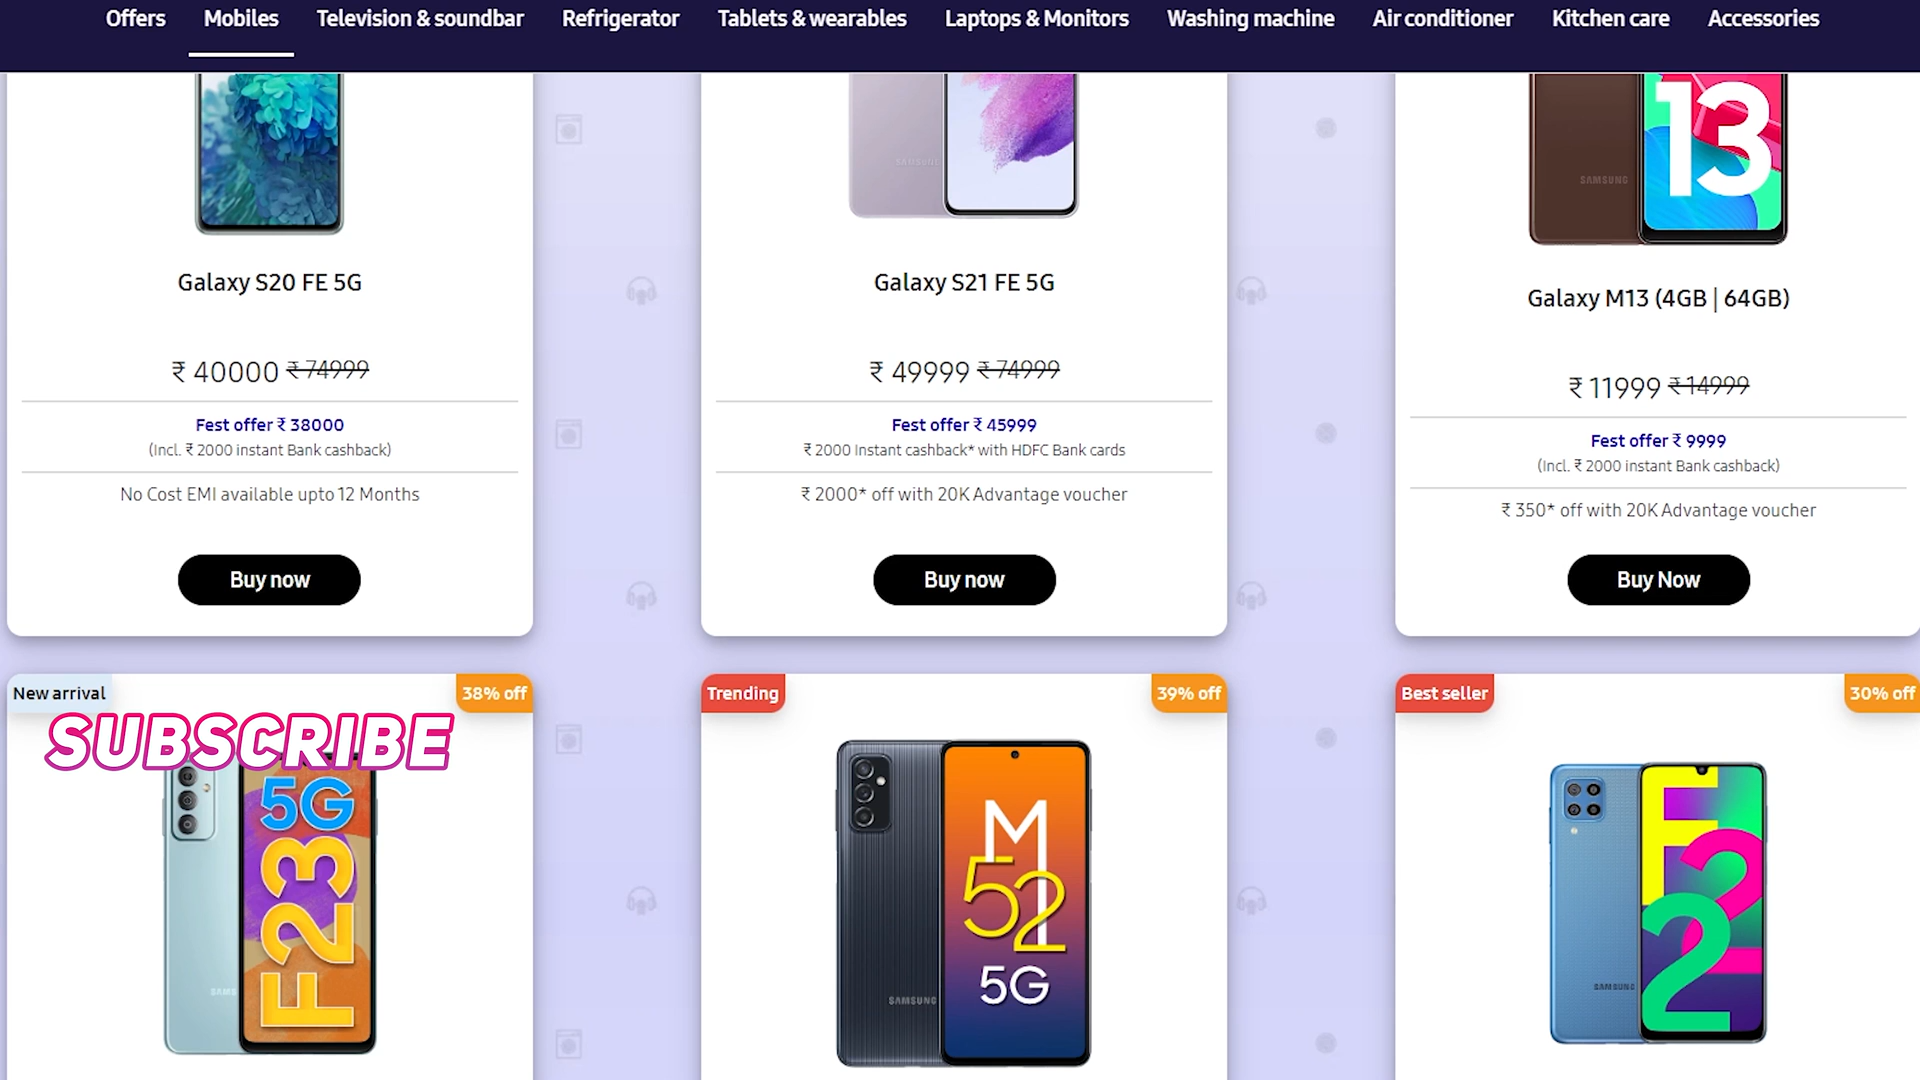 Offers Mobiles Television & soundbar Refrigerator Tablets & wearables Laptops & Monitors Washing machine Air conditioner Kitchen care Accessories
SAMSUNG
13
SAMSUNG
Galaxy S20 FE 5G
₹ 40000 ₹ 74999
Fest offer ₹ 38000
(Incl. ₹ 2000 instant Bank cashback)
No Cost EMI available upto 12 Months
Buy now
Galaxy S21 FE 5G
₹ 49999 ₹ 74999
Fest offer ₹ 45999
₹ 2000 Instant cashback* with HDFC Bank cards
₹ 2000* off with 20K Advantage voucher
Buy now
Galaxy M13 (4GB | 64GB)
₹ 11999 ₹ 14999
Fest offer ₹ 9999
(Incl. ₹ 2000 instant Bank cashback)
₹ 350* off with 20K Advantage voucher
Buy Now
New arrival
38% off
SUBSCRIBE
F23 5G
SAMS
Trending
39% off
M
52
5G
SAMSUNG
Best seller
30% off
F22
SAMSUNG